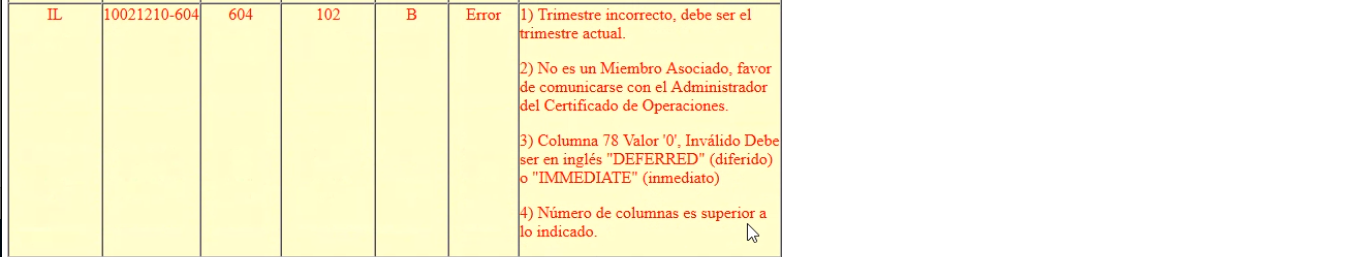 IL 10021210-604 604 102 B Error 1) Trimestre incorrecto, debe ser el
trimestre actual.
2) No es un Miembro Asociado, favor
de comunicarse con el Administrador
del Certificado de Operaciones.
3) Columna 78 Valor '0', Inválido Debe
ser en inglés "DEFERRED" (diferido)
o "IMMEDIATE" (inmediato)
4) Número de columnas es superior a
lo indicado.